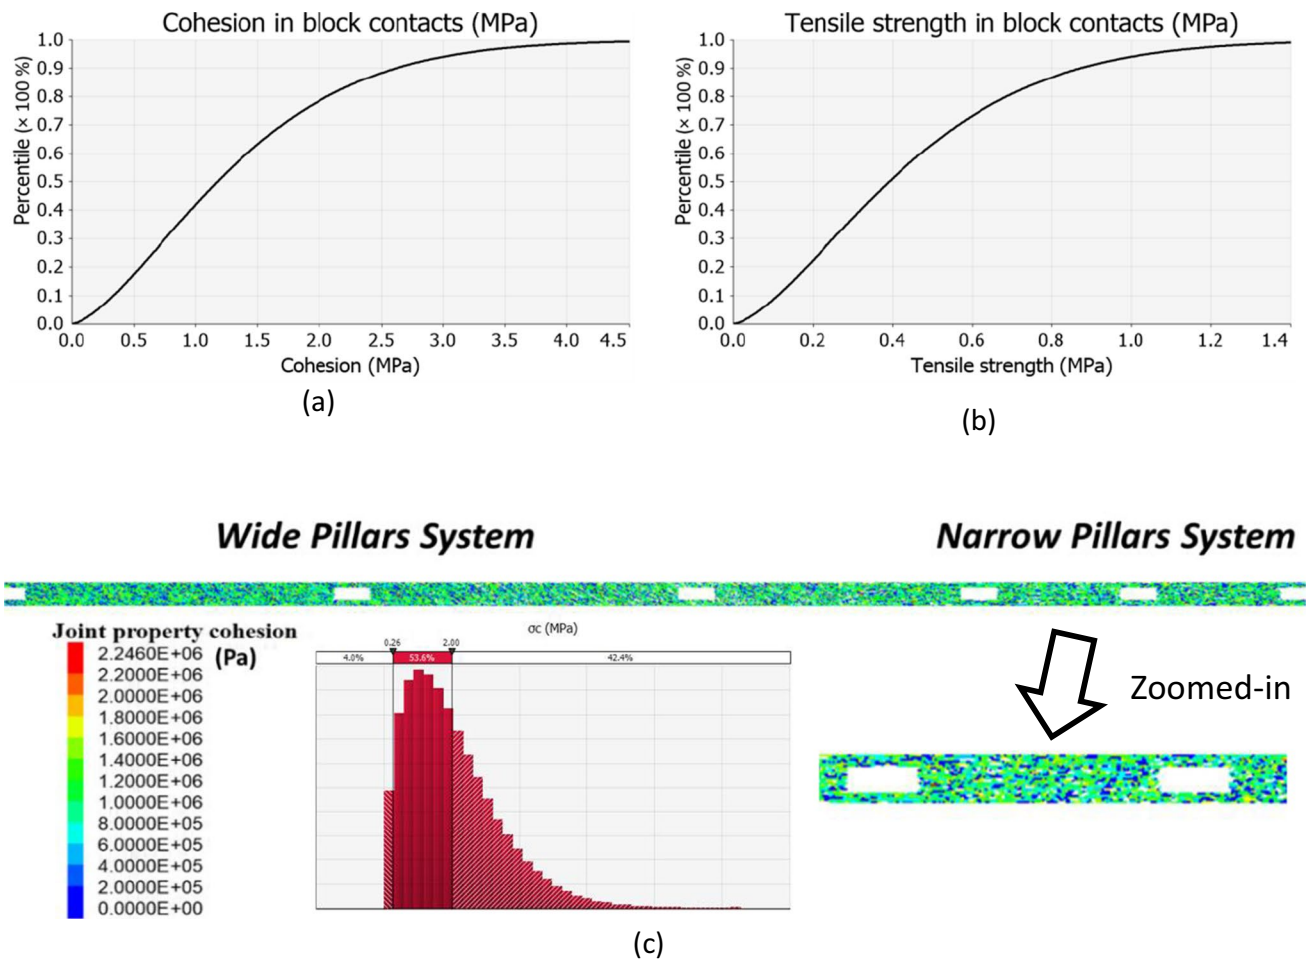 Cohesion in block contacts (MPa)
Percentile (× 100 %)
1.0
0.9
0.8
0.7
0.6
0.5
0.4
0.3
0.2
0.1
0.0
0.0 0.5 1.0 1.5 2.0 2.5 3.0 3.5 4.0 4.5
Cohesion (MPa)
(a)
Tensile strength in block contacts (MPa)
Percentile (× 100 %)
1.0
0.9
0.8
0.7
0.6
0.5
0.4
0.3
0.2
0.1
0.0
0.0 0.2 0.4 0.6 0.8 1.0 1.2 1.4
Tensile strength (MPa)
(b)
Wide Pillars System
Narrow Pillars System
Joint property cohesion
(Pa)
2.2460E+06
2.2000E+06
2.0000E+06
1.8000E+06
1.6000E+06
1.4000E+06
1.2000E+06
1.0000E+06
8.0000E+05
6.0000E+05
4.0000E+05
2.0000E+05
0.0000E+00
σc (MPa)
0.26 2.00
4.0% 53.6% 42.4%
Zoomed-in
(c)